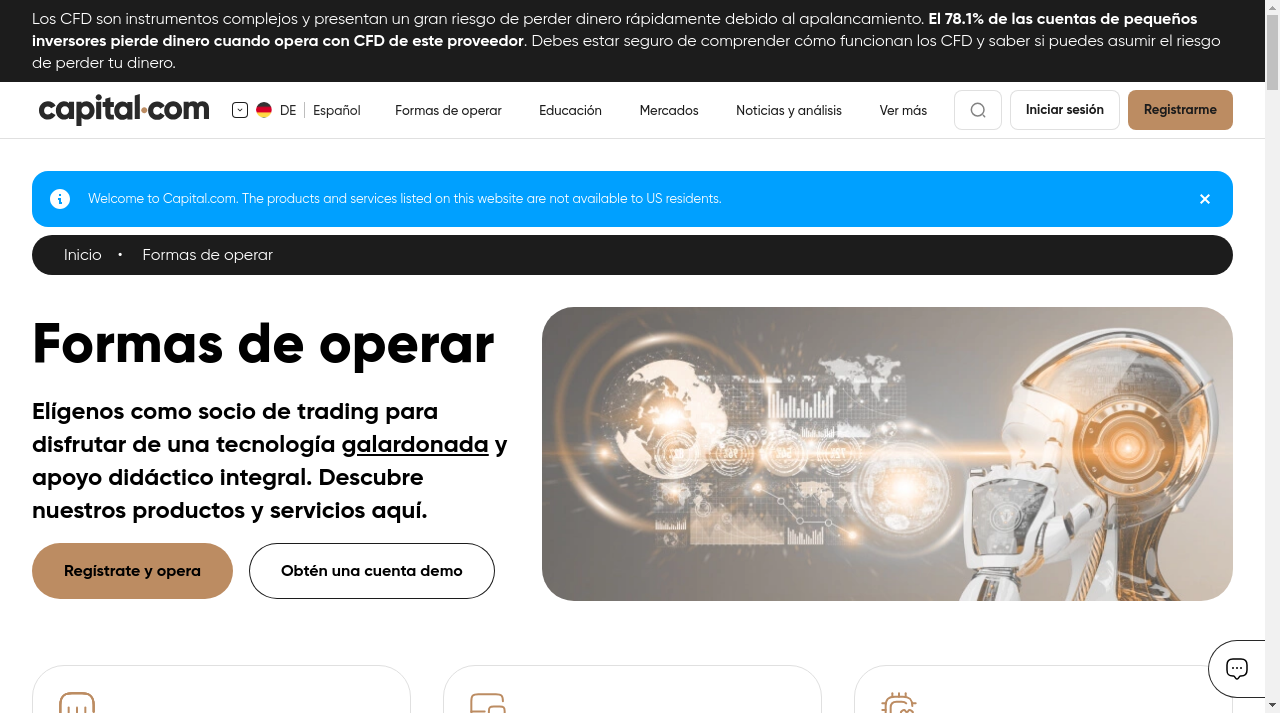 Los CFD son instrumentos complejos y presentan un gran riesgo de perder dinero rápidamente debido al apalancamiento. El 78.1% de las cuentas de pequeños
inversores pierde dinero cuando opera con CFD de este proveedor. Debes estar seguro de comprender cómo funcionan los CFD y saber si puedes asumir el riesgo
de perder tu dinero.
capital.com DE Español Formas de operar Educación Mercados Noticias y análisis Ver más Iniciar sesión Registrarme
Welcome to Capital.com. The products and services listed on this website are not available to US residents.
Inicio • Formas de operar
Formas de operar
Elígenos como socio de trading para
disfrutar de una tecnología galardonada y
apoyo didáctico integral. Descubre
nuestros productos y servicios aquí.
Regístrate y opera Obtén una cuenta demo